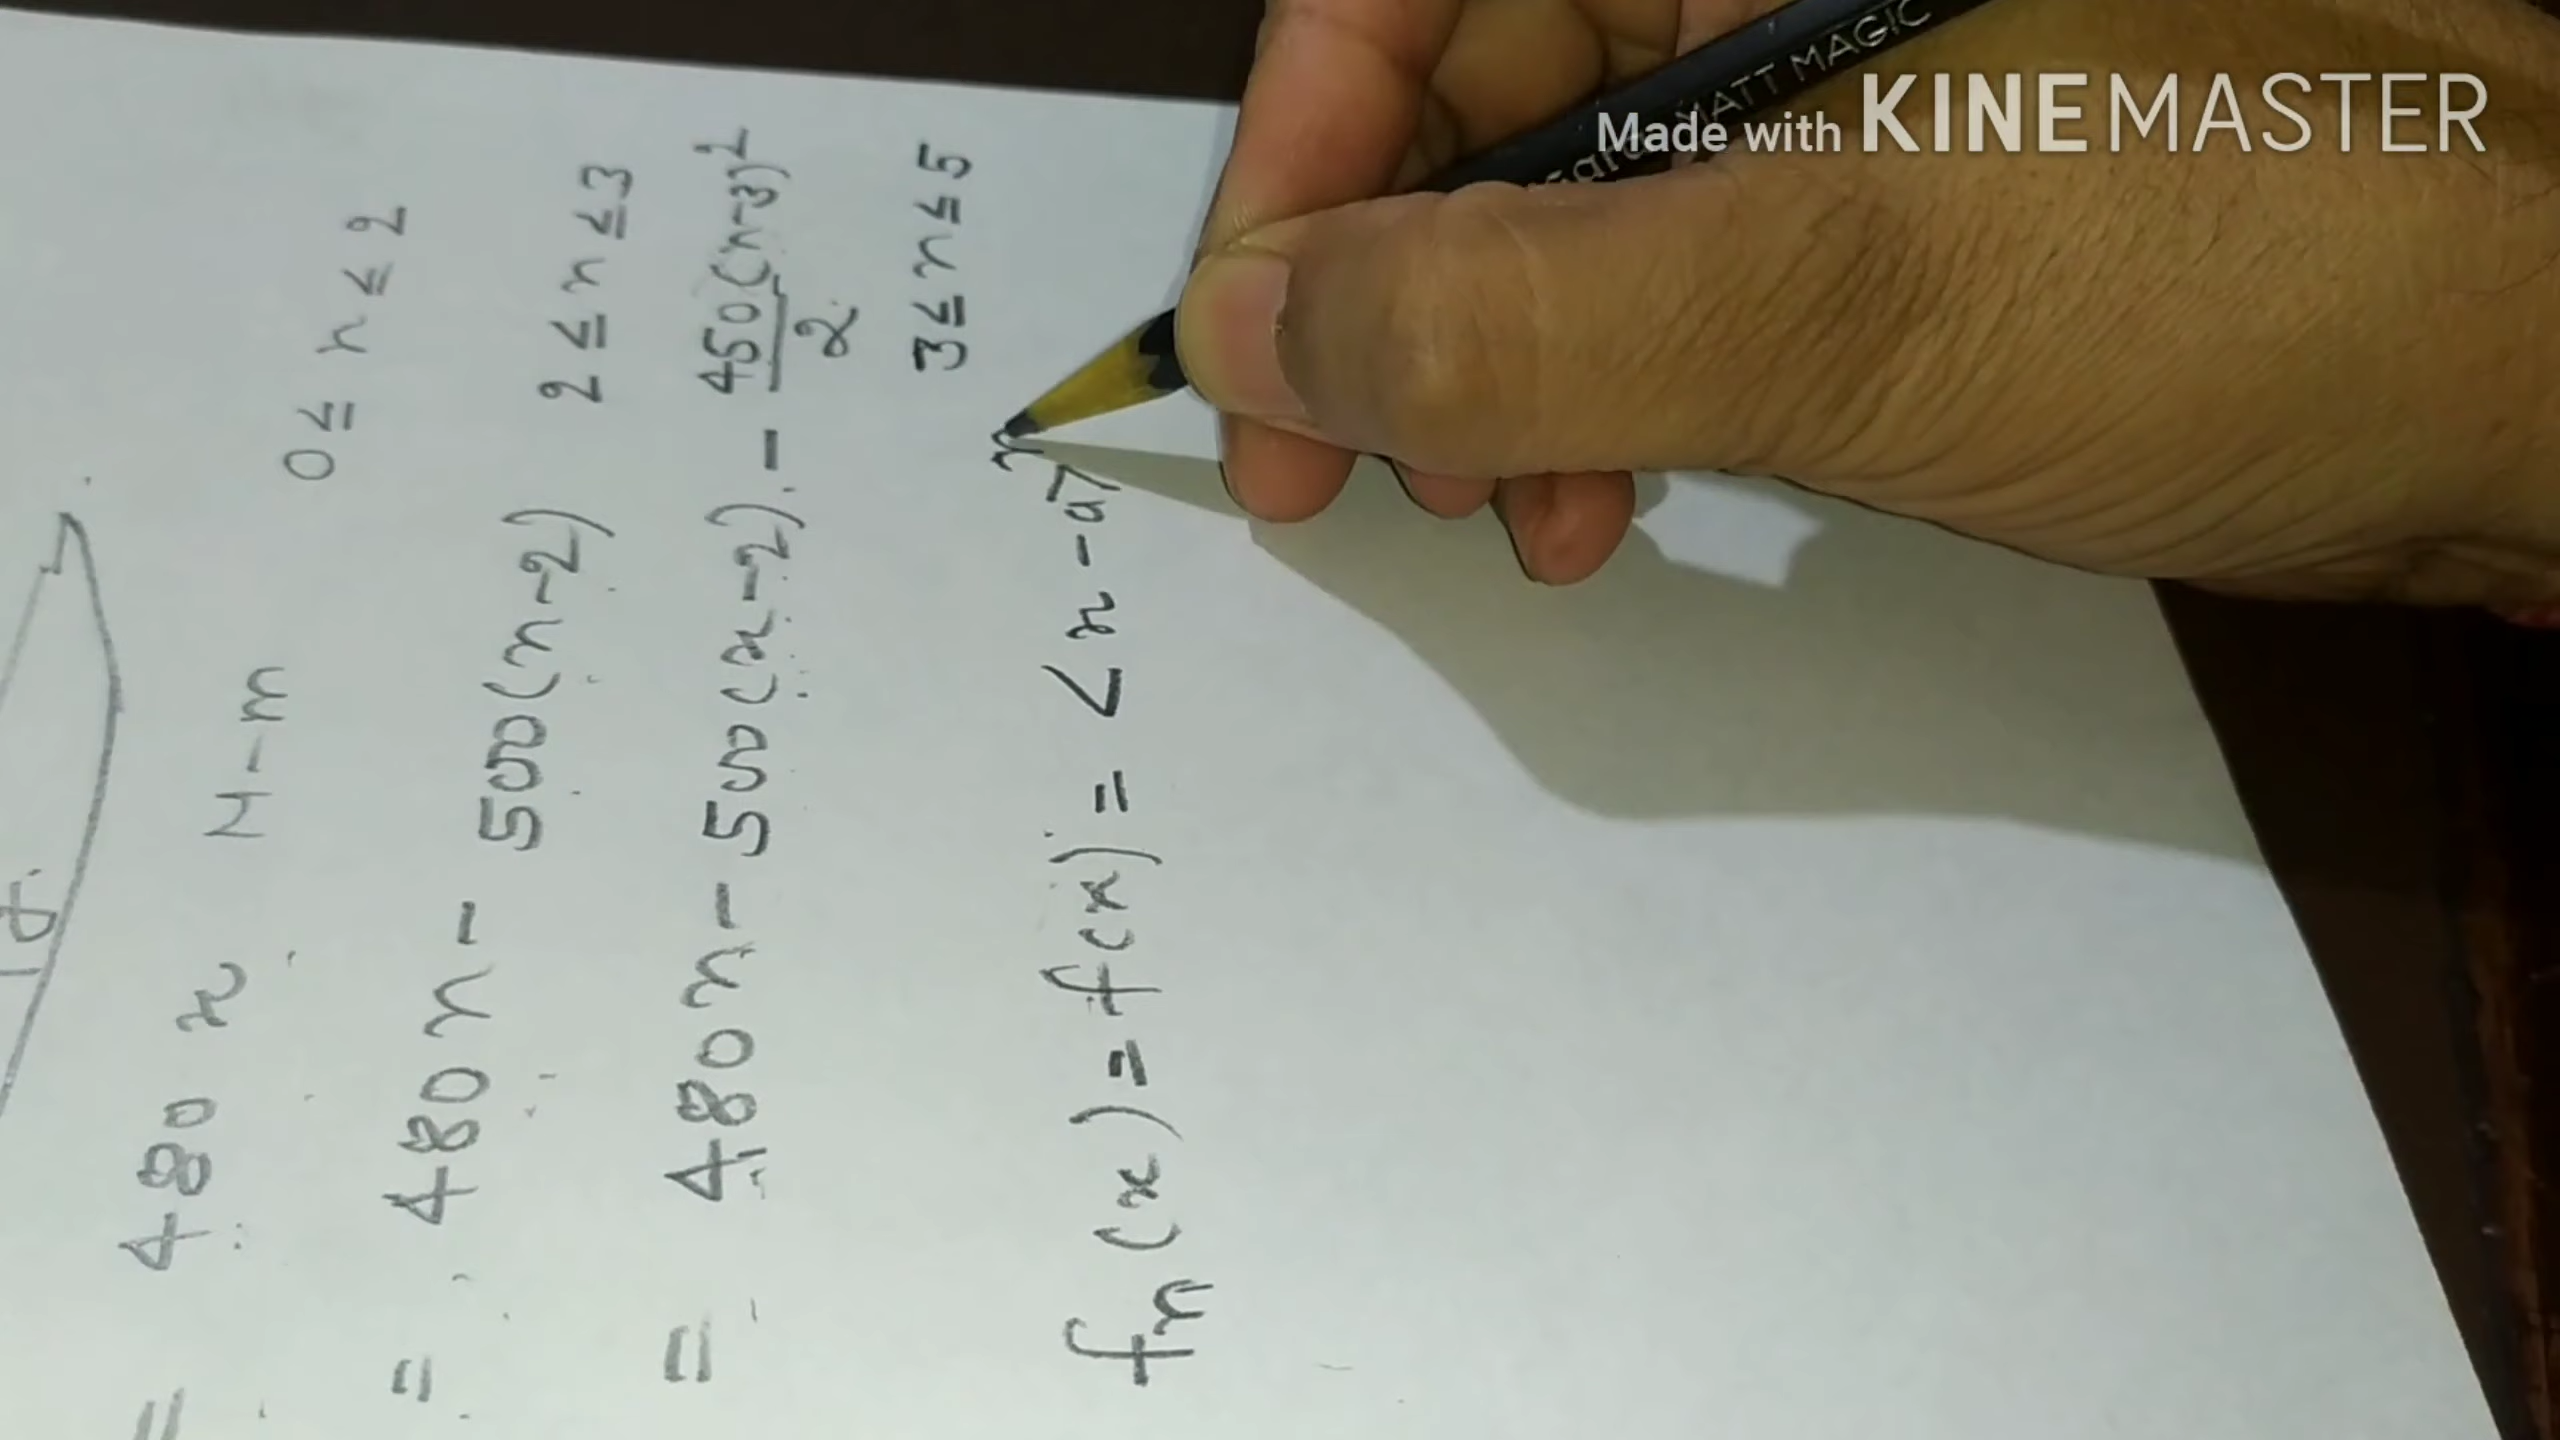 Made with KINEMASTER
MATT MAGIC
= 480 x N-m 0 ≤ x ≤ 2
= 480x - 500(x-2) 2 ≤ x ≤ 3
= 480x - 500(x-2) - 450(x-3)²/2
3 ≤ x ≤ 5
fn(x) = f(x) = <x-a>n